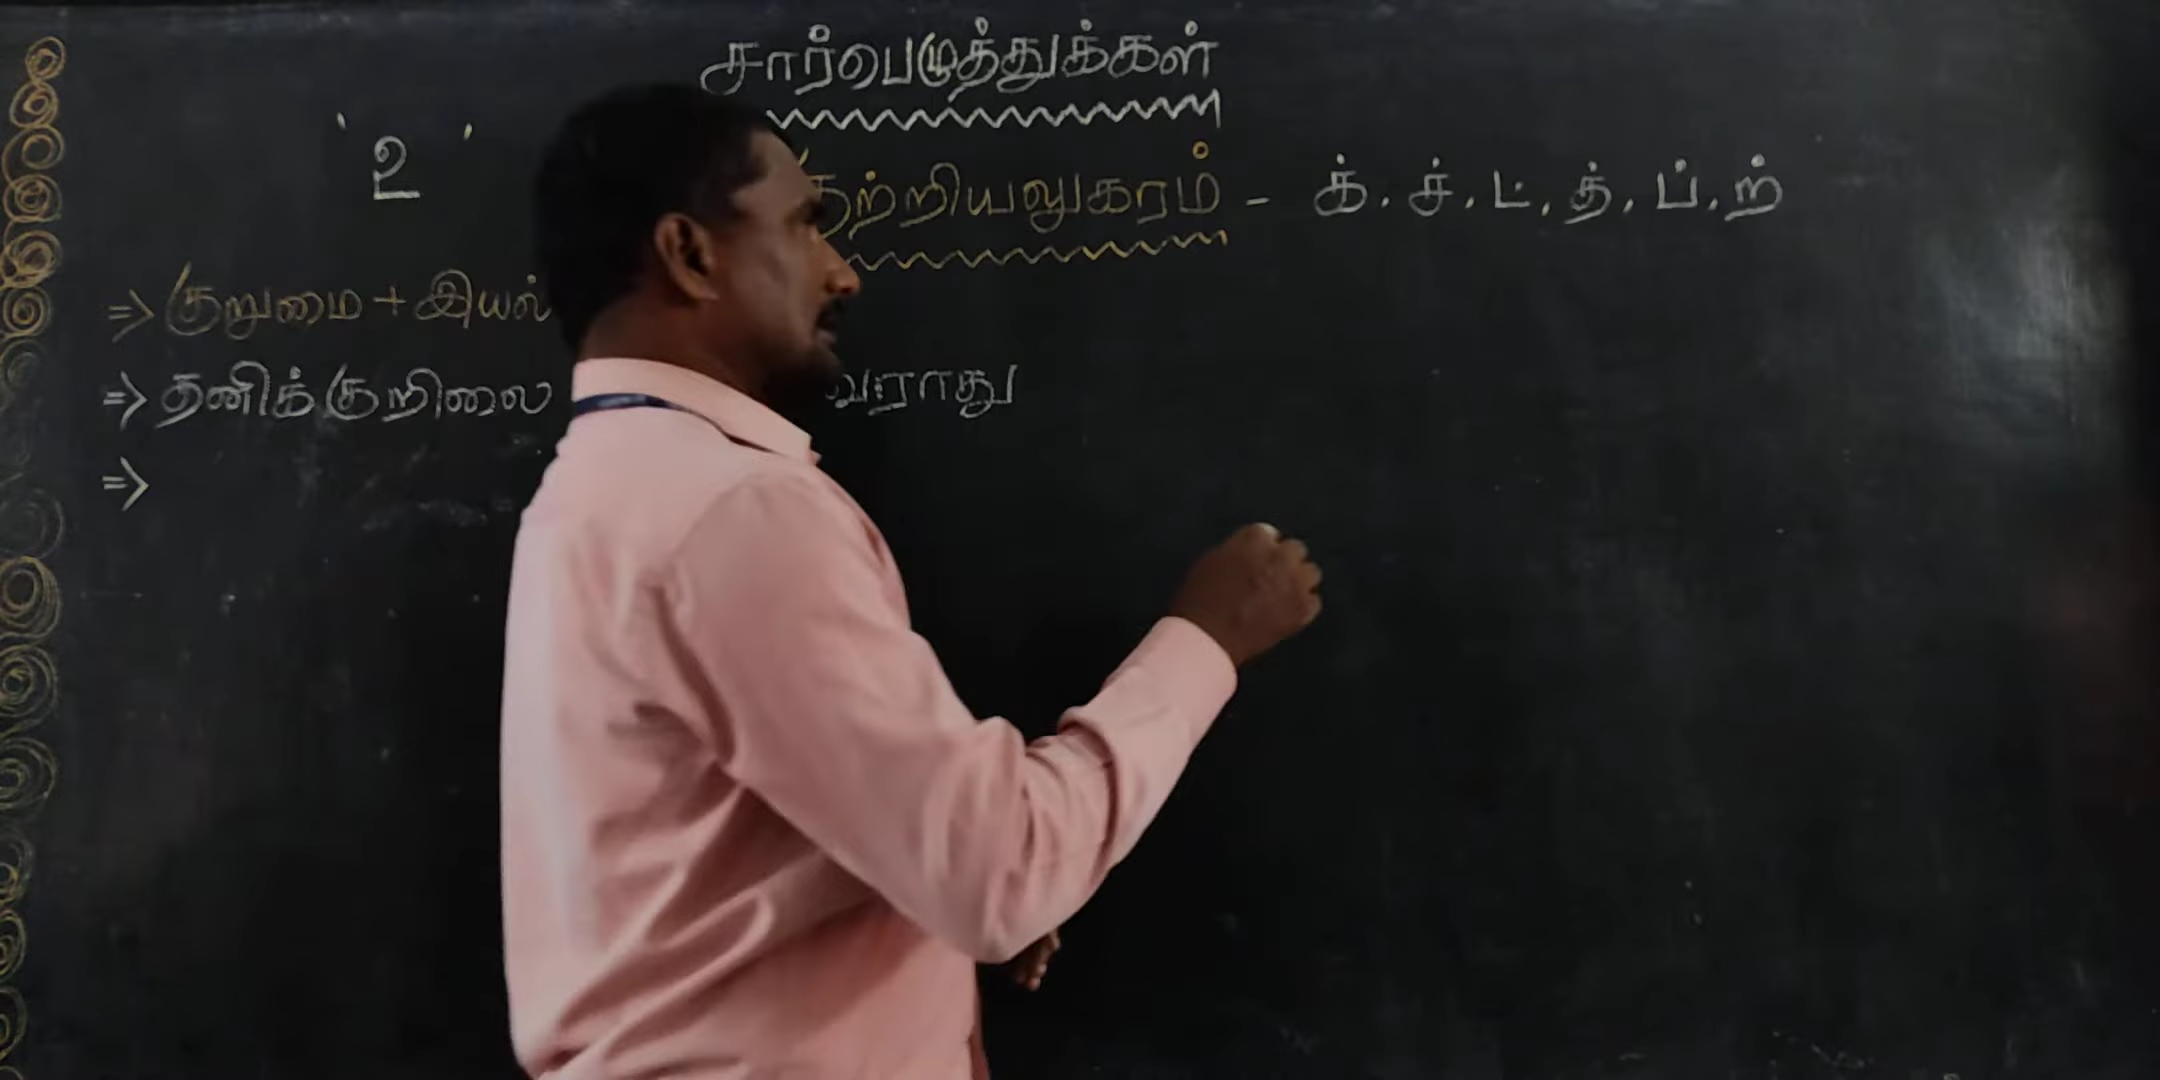 சார்பெழுத்துக்கள்
' உ '
குற்றியலுகரம் - க். ச். ட். த். ப். ற்
=> குறுமை + இயல்
=> தனிக்குறிலை வராது
=>